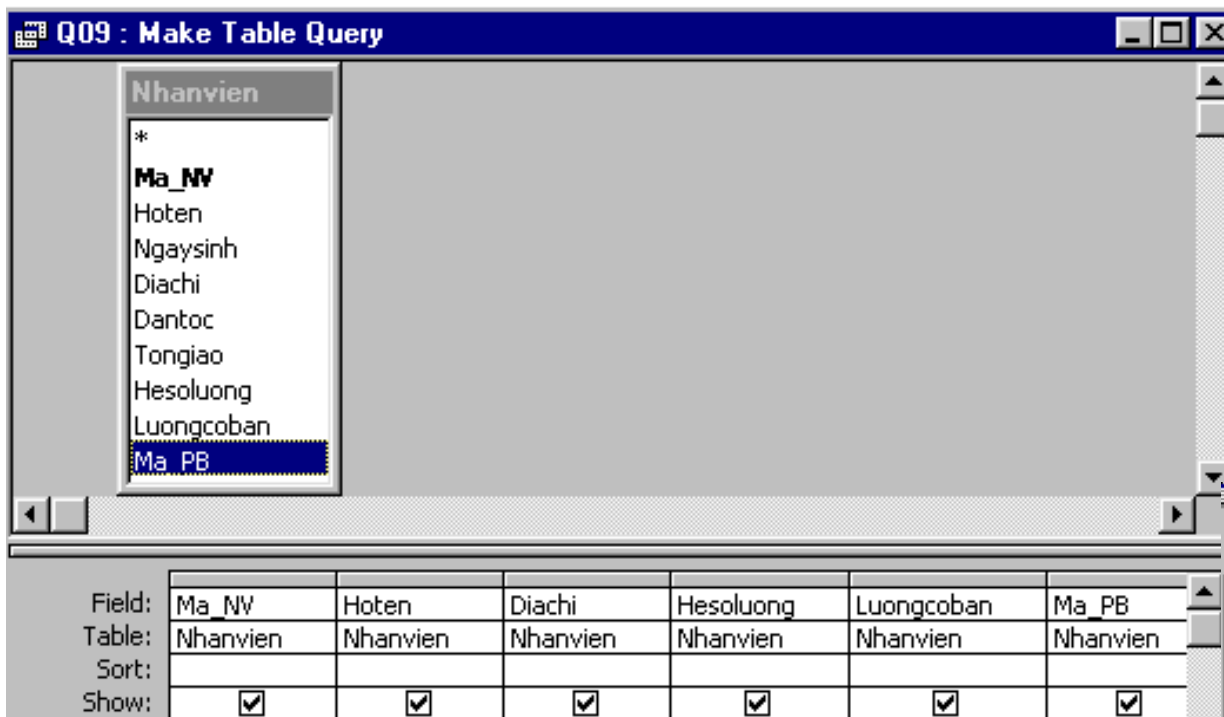 Q09 : Make Table Query
Nhanvien
*
Ma_NV
Hoten
Ngaysinh
Diachi
Dantoc
Tongiao
Hesoluong
Luongcoban
Ma_PB
Field: Ma_NV Hoten Diachi Hesoluong Luongcoban Ma_PB
Table: Nhanvien Nhanvien Nhanvien Nhanvien Nhanvien Nhanvien
Sort:
Show: